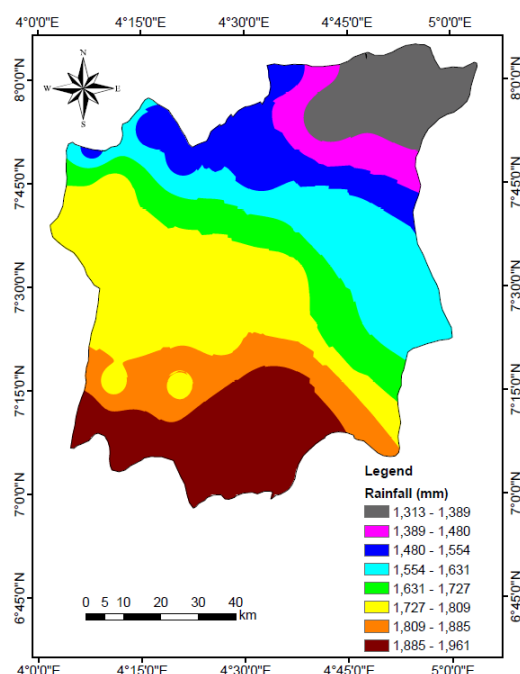 4°0'0"E 4°15'0"E 4°30'0"E 4°45'0"E 5°0'0"E
N
W E
S
8°0'0"N 8°0'0"N
7°45'0"N 7°45'0"N
7°30'0"N 7°30'0"N
7°15'0"N 7°15'0"N
7°0'0"N 7°0'0"N
6°45'0"N 6°45'0"N
Legend
Rainfall (mm)
1,313 - 1,389
1,389 - 1,480
1,480 - 1,554
1,554 - 1,631
1,631 - 1,727
1,727 - 1,809
1,809 - 1,885
1,885 - 1,961
0 5 10 20 30 40
km
4°0'0"E 4°15'0"E 4°30'0"E 4°45'0"E 5°0'0"E